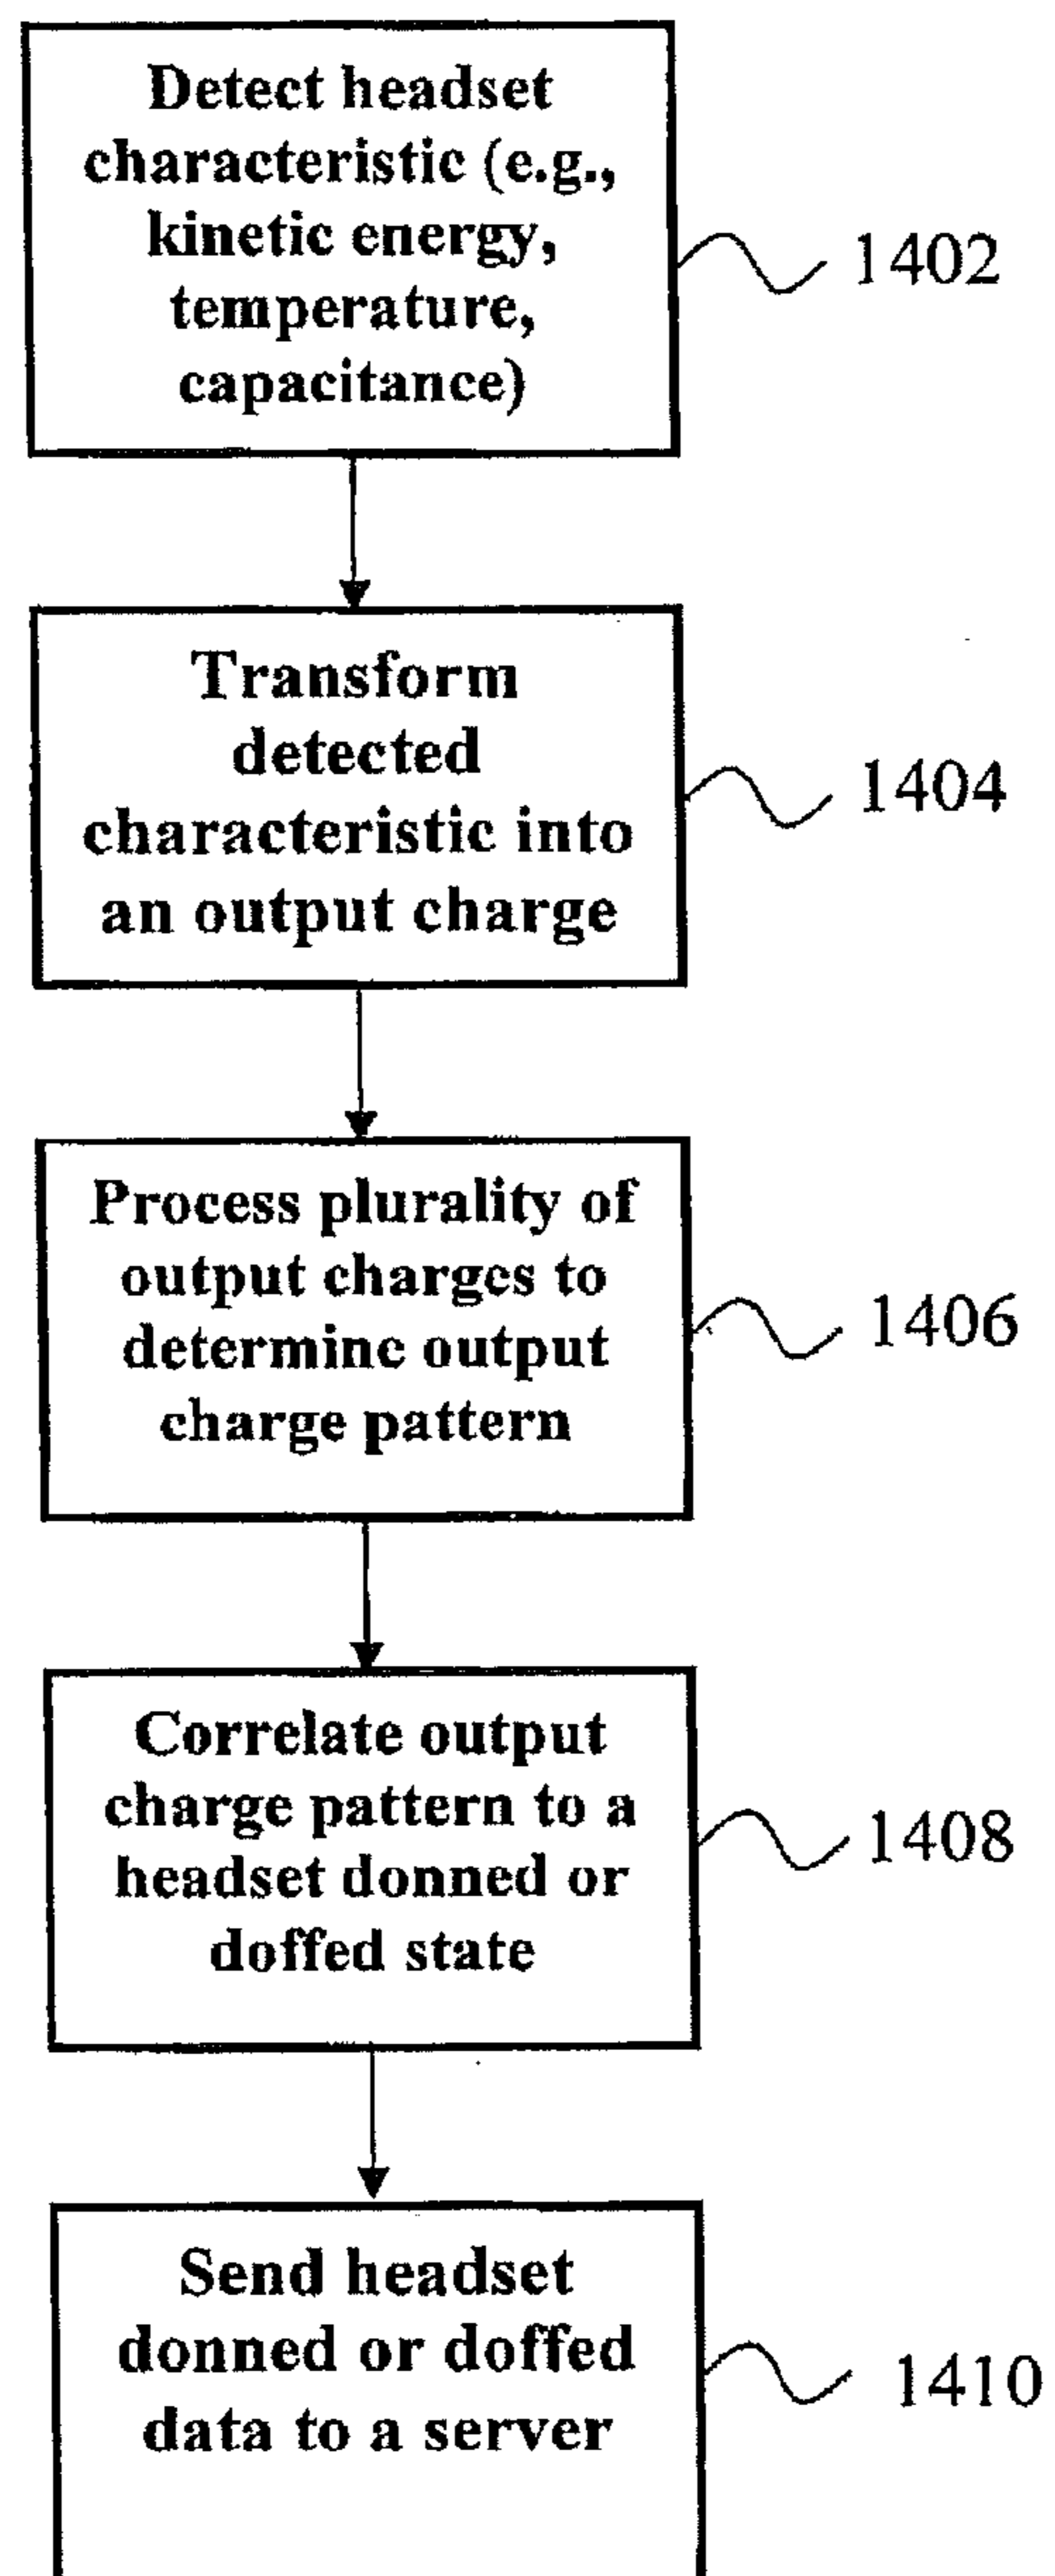 Detect headset
characteristic (e.g.,
kinetic energy,
temperature,
capacitance)
1402
Transform
detected
characteristic into
an output charge
1404
Process plurality of
output charges to
determine output
charge pattern
1406
Correlate output
charge pattern to a
headset donned or
doffed state
1408
Send headset
donned or doffed
data to a server
1410